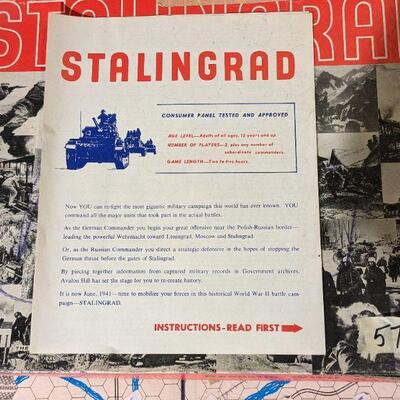 STALINGRAD
CONSUMER PANEL TESTED AND APPROVED
AGE LEVEL—Adults of all ages, 12 years and up
NUMBER OF PLAYERS—2, plus any number of
subordinate commanders.
GAME LENGTH—Two to five hours.
Now YOU can re-fight the most gigantic military campaign this world has ever known. YOU
command all the major units that took part in the actual battles.
As the German Commander you begin your great offensive near the Polish-Russian border—
leading the powerful Wehrmacht toward Leningrad, Moscow and Stalingrad.
Or, as the Russian Commander you direct a strategic defensive in the hopes of stopping the
German threat before the gates of Stalingrad.
By piecing together information from captured military records in Government archives,
Avalon Hill has set the stage for you to re-create history.
It is now June, 1941—time to mobilize your forces in this historical World War II battle cam-
paign—STALINGRAD.
INSTRUCTIONS-READ FIRST
THE
57